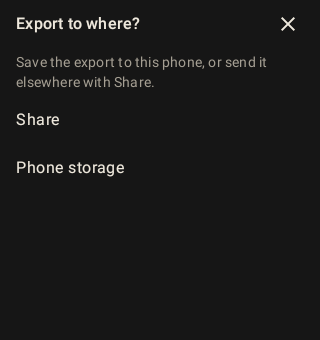 Export to where?
Save the export to this phone, or send it
elsewhere with Share.
Share
Phone storage